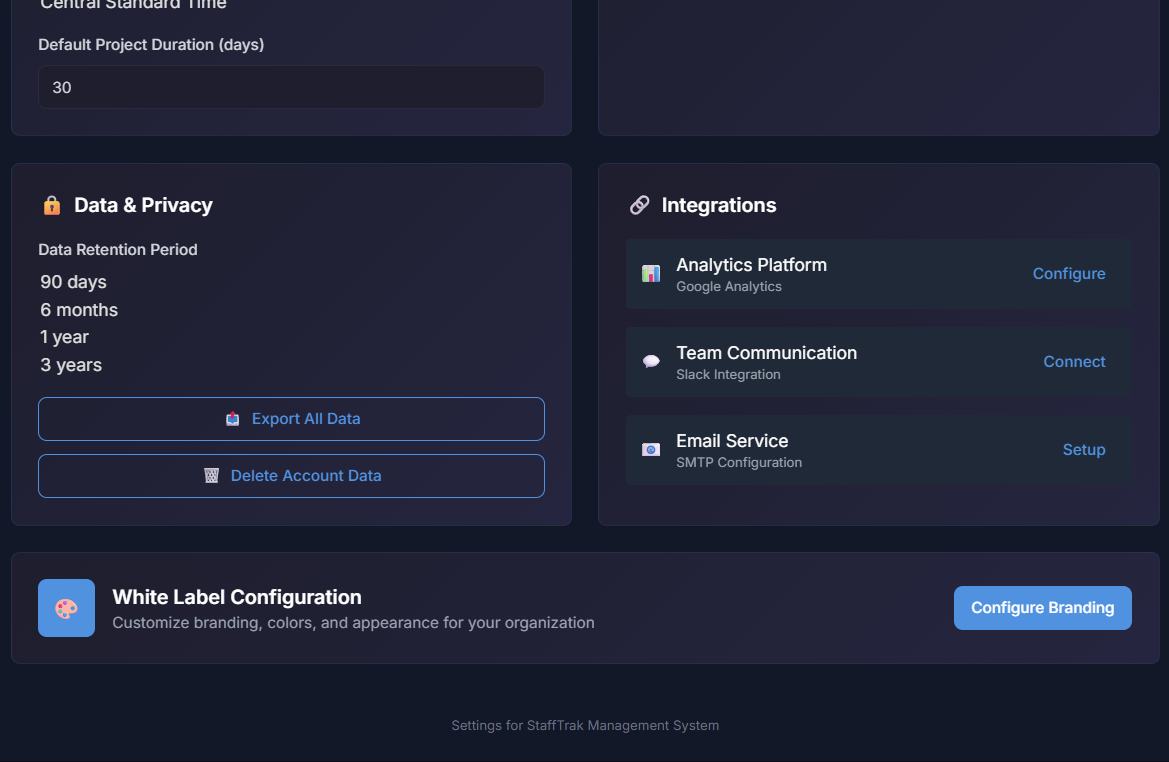 Central Standard Time
Default Project Duration (days)
30
Data & Privacy
Data Retention Period
90 days
6 months
1 year
3 years
Export All Data
Delete Account Data
Integrations
Analytics Platform
Google Analytics
Configure
Team Communication
Slack Integration
Connect
Email Service
SMTP Configuration
Setup
White Label Configuration
Customize branding, colors, and appearance for your organization
Configure Branding
Settings for StaffTrak Management System